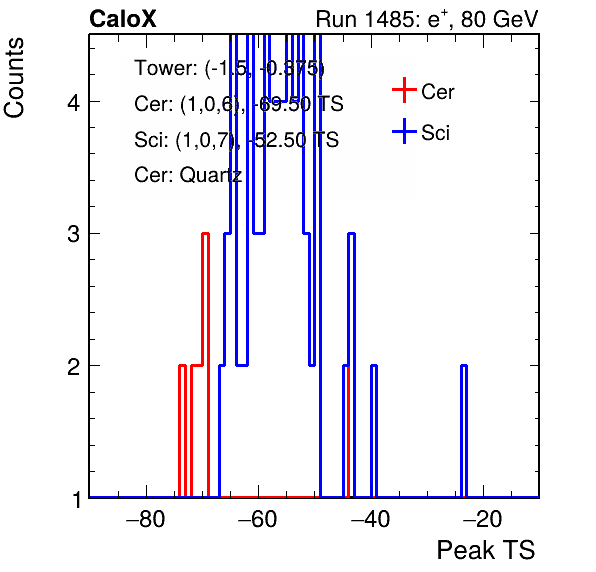 CaloX Run 1485: e⁺, 80 GeV
Counts
Tower: (-1.5, -0.375)
Cer: (1,0,6), -69.50 TS
Sci: (1,0,7), -52.50 TS
Cer: Quartz
Cer
Sci
4
3
2
1
−80 −60 −40 −20
Peak TS